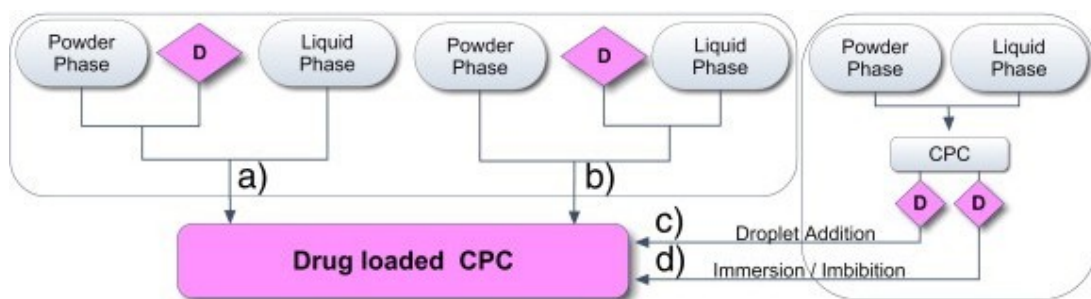 Powder
Phase
D
Liquid
Phase
Powder
Phase
D
Liquid
Phase
Powder
Phase
Liquid
Phase
CPC
a)
b)
D
D
c)
Droplet Addition
d)
Immersion / Imbibition
Drug loaded CPC